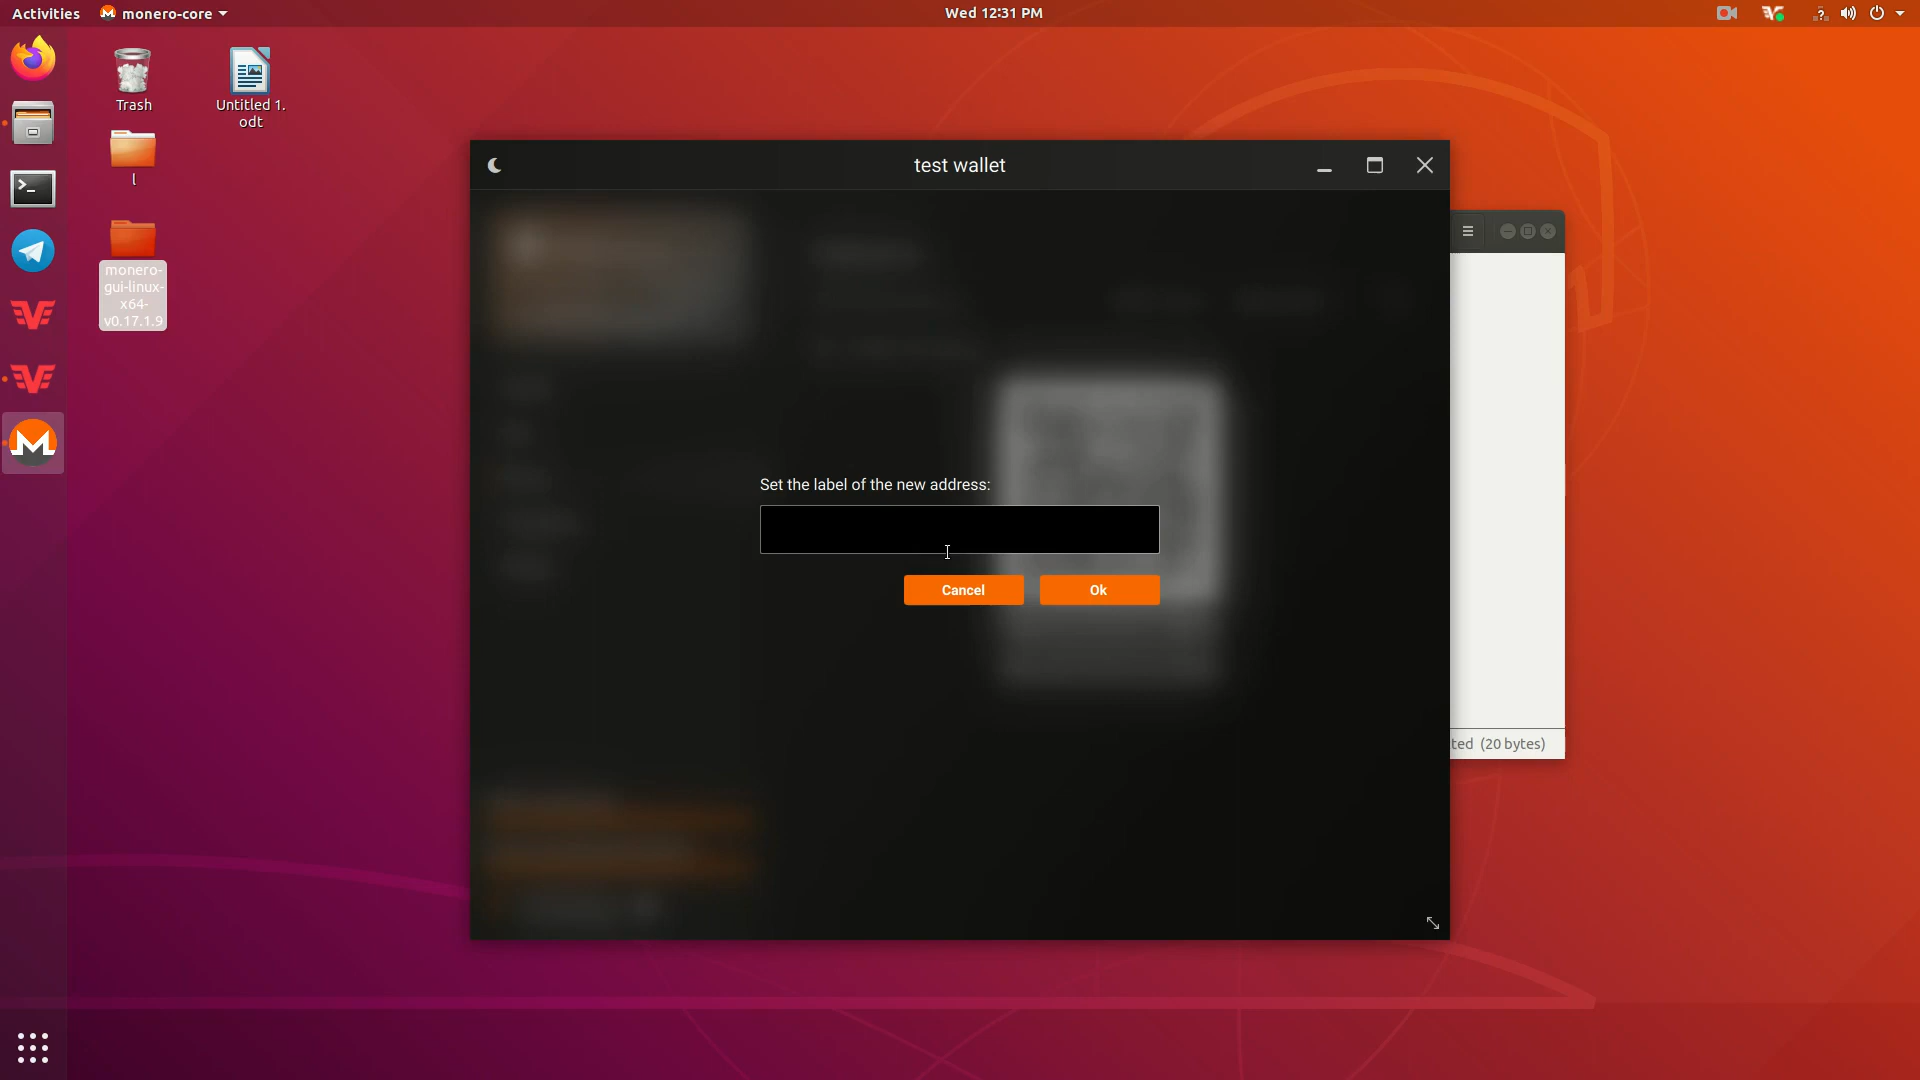 Activities
monero-core
Wed 12:31 PM
Trash
Untitled 1.
odt
l
monero-
gui-linux-
x64-
v0.17.1.9
test wallet
Set the label of the new address:
Cancel
Ok
ted (20 bytes)